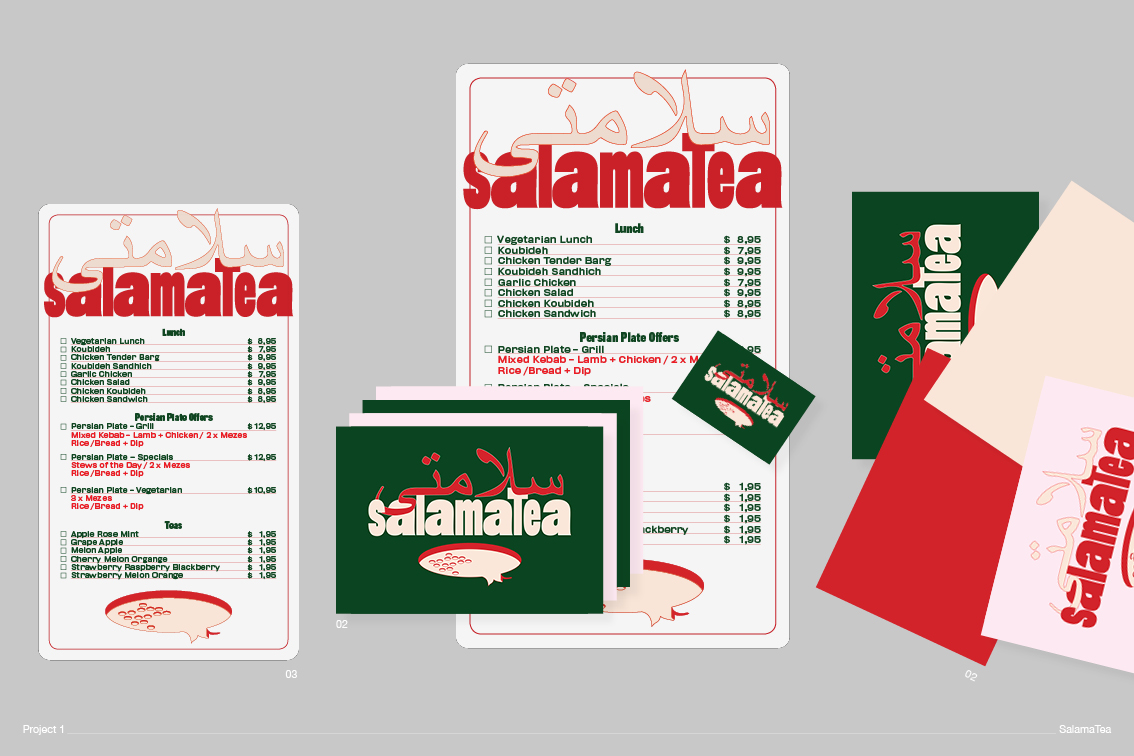 سلامتی
salamaTea
Lunch
Vegetarian Lunch $ 8,95
Koubideh $ 7,95
Chicken Tender Barg $ 9,95
Koubideh Sandhich $ 9,95
Garlic Chicken $ 7,95
Chicken Salad $ 9,95
Chicken Koubideh $ 8,95
Chicken Sandwich $ 8,95
Persian Plate Offers
Persian Plate - Grill $ 12,95
Mixed Kebab - Lamb + Chicken / 2 x Mezes
Rice/Bread + Dip
Persian Plate - Specials $ 12,95
Stews of the Day / 2 x Mezes
Rice/Bread + Dip
Persian Plate - Vegetarian $ 10,95
3 x Mezes
Rice/Bread + Dip
Teas
Apple Rose Mint $ 1,95
Grape Apple $ 1,95
Melon Apple $ 1,95
Cherry Melon Organge $ 1,95
Strawberry Raspberry Blackberry $ 1,95
Strawberry Melon Orange $ 1,95
03
سلامتی
salamaTea
Lunch
Vegetarian Lunch $ 8,95
Koubideh $ 7,95
Chicken Tender Barg $ 9,95
Koubideh Sandhich $ 9,95
Garlic Chicken $ 7,95
Chicken Salad $ 9,95
Chicken Koubideh $ 8,95
Chicken Sandwich $ 8,95
Persian Plate Offers
Persian Plate - Grill 95
Mixed Kebab - Lamb + Chicken / 2 x M
Rice/Bread + Dip
Persian Plate - Specials
es
$ 1,95
$ 1,95
$ 1,95
$ 1,95
ackberry $ 1,95
$ 1,95
سلامتی
salamaTea
سلامتی
salamaTea
02
سلامتی
amaTea
سلامتی
salamaTea
02
Project 1
SalamaTea